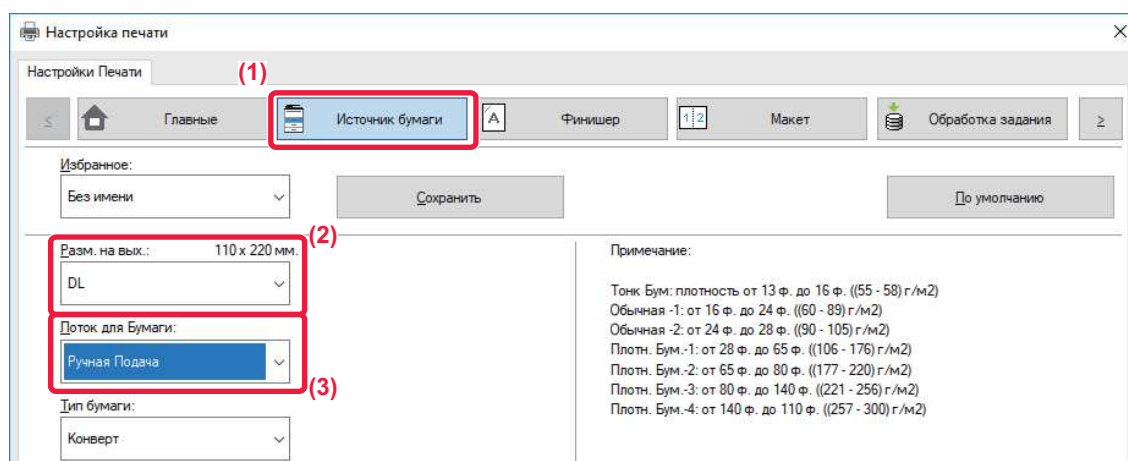 Настройка печати
Настройки Печати
(1)
< Главные Источник бумаги A Финишер 1 2 Макет Обработка задания >
Избранное:
Без имени Сохранить По умолчанию
(2)
Разм. на вых.: 110 x 220 мм. Примечание:
DL
Тонк Бум: плотность от 13 ф. до 16 ф. ((55 - 58) г/м2)
Обычная -1: от 16 ф. до 24 ф. ((60 - 89) г/м2)
Лоток для Бумаги:
Обычная -2: от 24 ф. до 28 ф. ((90 - 105) г/м2)
Плотн. Бум.-1: от 28 ф. до 65 ф. ((106 - 176) г/м2)
Ручная Подача
Плотн. Бум.-2: от 65 ф. до 80 ф. ((177 - 220) г/м2)
Плотн. Бум.-3: от 80 ф. до 140 ф. ((221 - 256) г/м2)
(3)
Тип бумаги:
Плотн. Бум.-4: от 140 ф. до 110 ф. ((257 - 300) г/м2)
Конверт